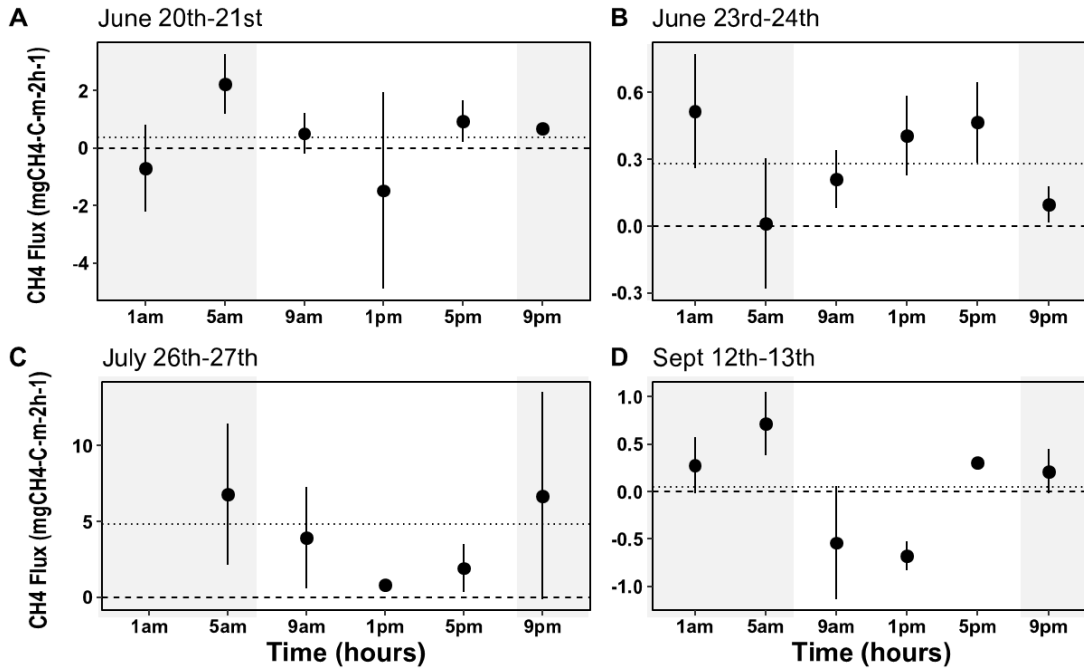 A June 20th-21st
CH4 Flux (mgCH4-C-m-2h-1)
2
0
-2
-4
1am 5am 9am 1pm 5pm 9pm
B June 23rd-24th
0.6
0.3
0.0
-0.3
1am 5am 9am 1pm 5pm 9pm
C July 26th-27th
CH4 Flux (mgCH4-C-m-2h-1)
10
5
0
1am 5am 9am 1pm 5pm 9pm
Time (hours)
D Sept 12th-13th
1.0
0.5
0.0
-0.5
-1.0
1am 5am 9am 1pm 5pm 9pm
Time (hours)